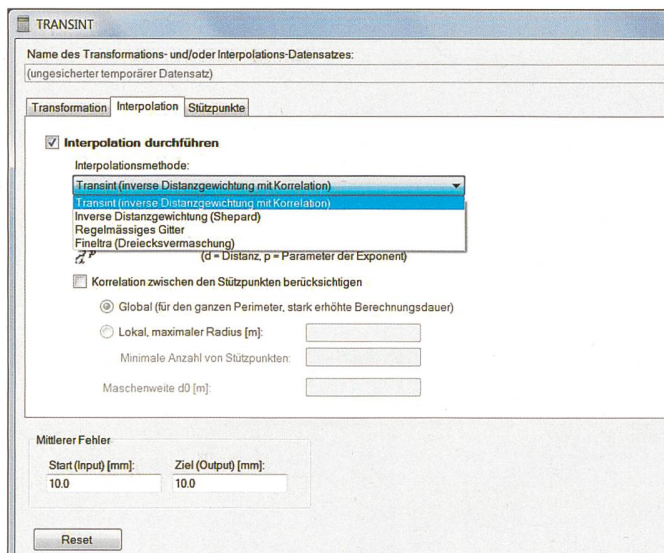 TRANSINT
Name des Transformations- und/oder Interpolations-Datensatzes:
(ungesicherter temporärer Datensatz)
Transformation Interpolation Stützpunkte
Interpolation durchführen
Interpolationsmethode:
Transint (inverse Distanzgewichtung mit Korrelation)
Transint (inverse Distanzgewichtung mit Korrelation)
Inverse Distanzgewichtung (Shepard)
Regelmässiges Gitter
Fineltra (Dreiecksvermaschung)
(d = Distanz, p = Parameter der Exponent)
Korrelation zwischen den Stützpunkten berücksichtigen
Global (für den ganzen Perimeter, stark erhöhte Berechnungsdauer)
Lokal, maximaler Radius [m]:
Minimale Anzahl von Stützpunkten:
Maschenweite d0 [m]:
Mittlerer Fehler
Start (Input) [mm]: Ziel (Output) [mm]:
10.0 10.0
Reset